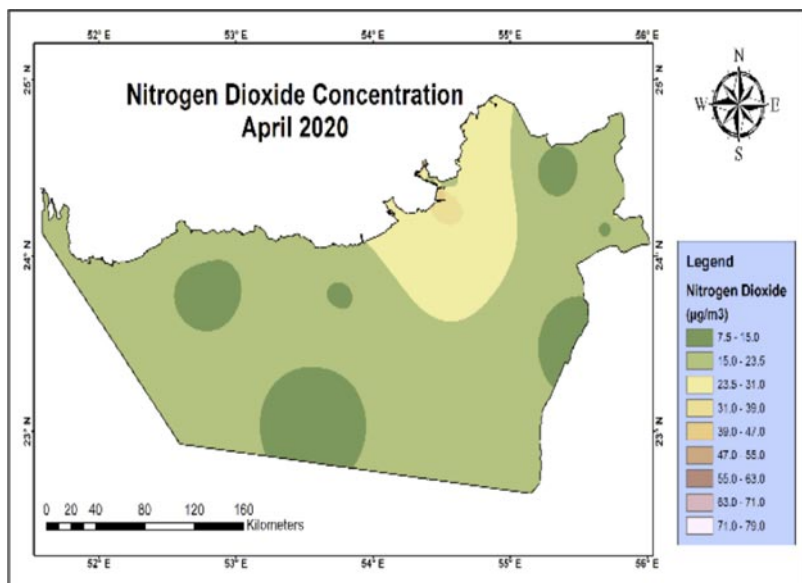 52° E 53° E 54° E 55° E 56° E
Nitrogen Dioxide Concentration
April 2020
N
W E
S
25° N
24° N
23° N
25° N
24° N
23° N
Legend
Nitrogen Dioxide
(µg/m3)
7.5 - 15.0
15.0 - 23.5
23.5 - 31.0
31.0 - 39.0
39.0 - 47.0
47.0 - 55.0
55.0 - 63.0
63.0 - 71.0
71.0 - 79.0
0 20 40 80 120 160
Kilometers
52° E 53° E 54° E 55° E 56° E